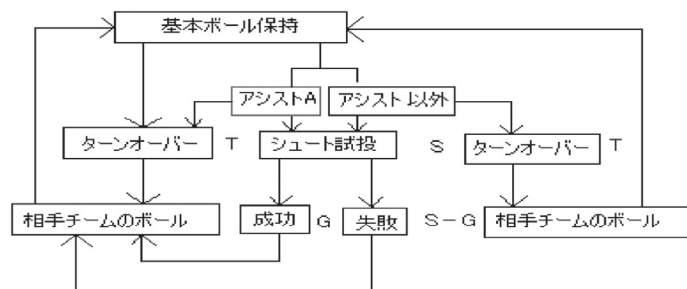 基本ボール保持
アシストA
アシスト以外
ターンオーバー T
シュート試投 S
ターンオーバー T
相手チームのボール
成功 G
失敗 S-G
相手チームのボール